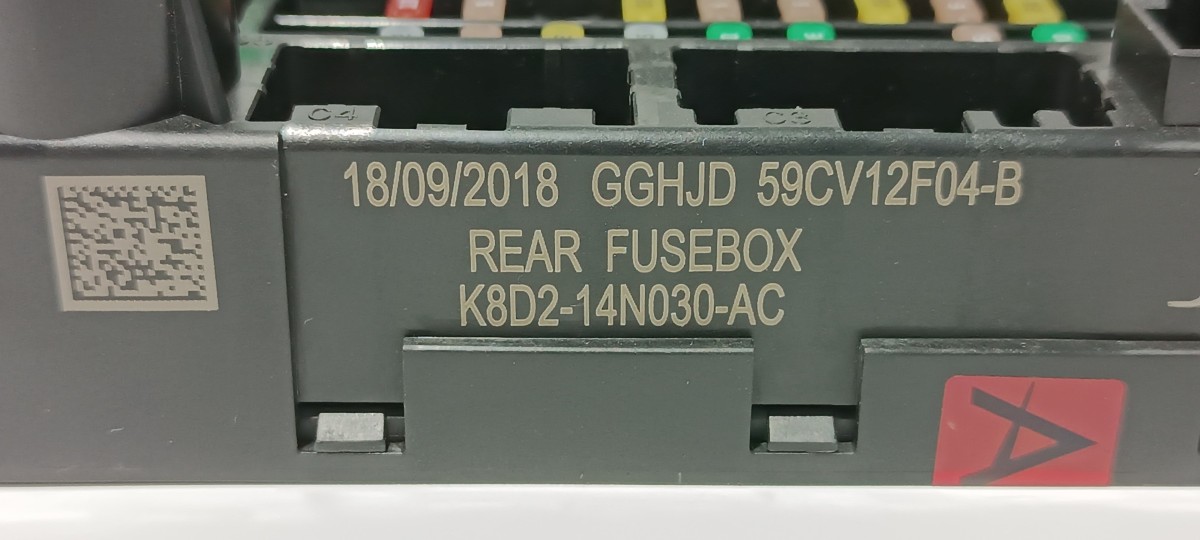 C4 C3
18/09/2018 GGHJD 59CV12F04-B
REAR FUSEBOX
K8D2-14N030-AC
A